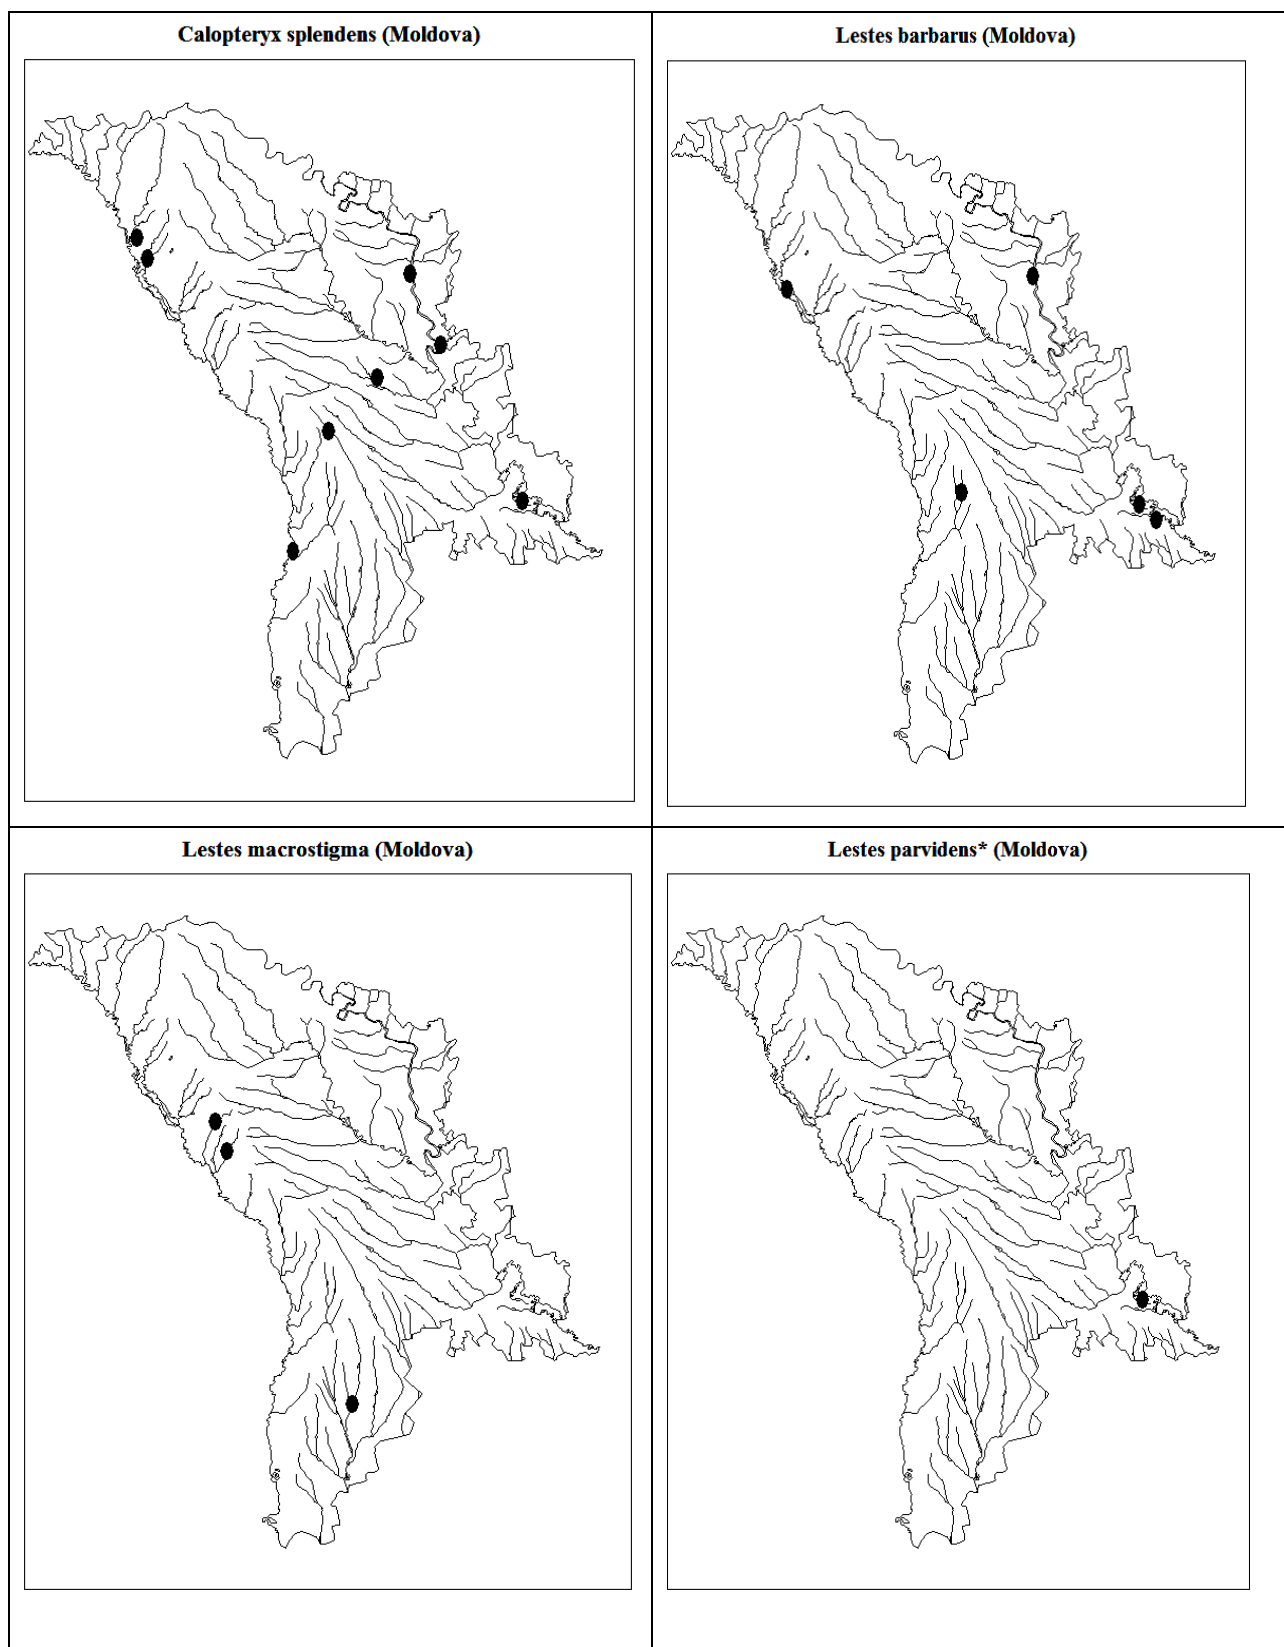 Calopteryx splendens (Moldova)
Lestes barbarus (Moldova)
Lestes macrostigma (Moldova)
Lestes parvidens* (Moldova)